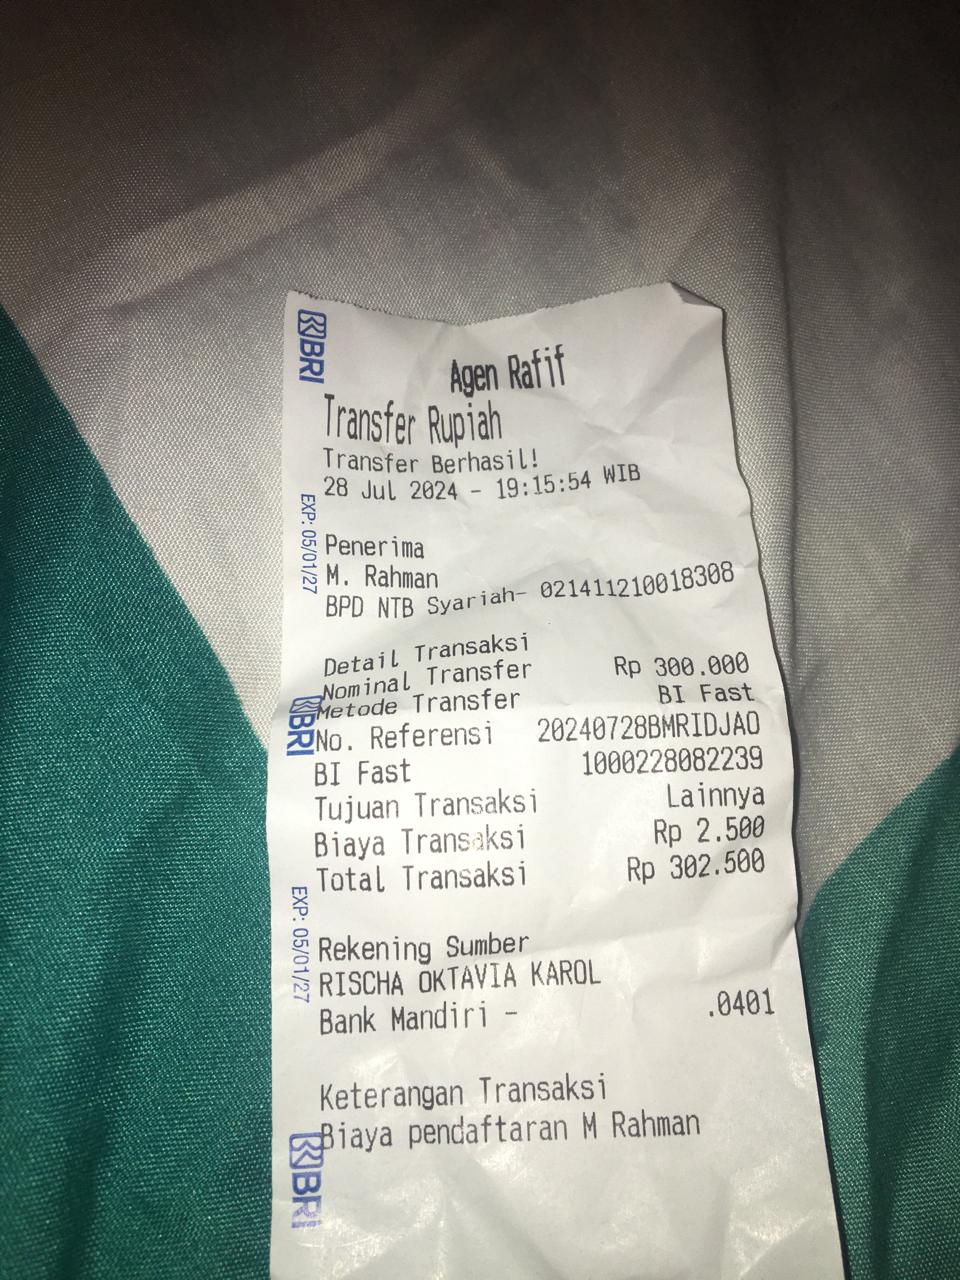 BRI
Agen Rafif
Transfer Rupiah
Transfer Berhasil!
28 Jul 2024 - 19:15:54 WIB
EXP: 05/01/27
Penerima
M. Rahman
BPD NTB Syariah- 021411210018308
Detail Transaksi
Nominal Transfer Rp 300.000
Metode Transfer BI Fast
BRI
No. Referensi 20240728BMRIDJAO
BI Fast 1000228082239
Tujuan Transaksi Lainnya
Biaya Transaksi Rp 2.500
Total Transaksi Rp 302.500
EXP: 05/01/27
Rekening Sumber
RISCHA OKTAVIA KAROL
Bank Mandiri - .0401
Keterangan Transaksi
Biaya pendaftaran M Rahman
BRI